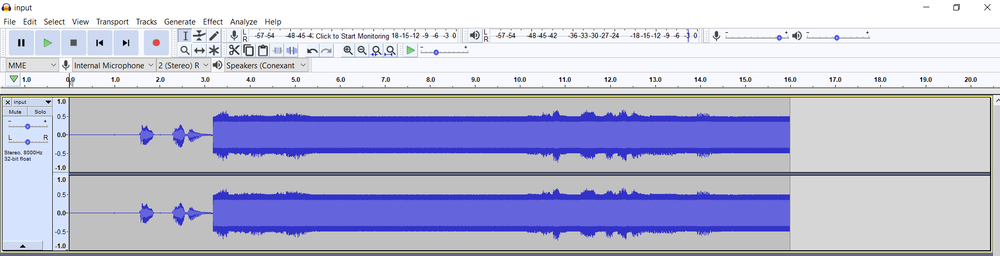 input
File Edit Select View Transport Tracks Generate Effect Analyze Help
L
R
-57 -54 -48 -45 -4 Click to Start Monitoring 18 -15 -12 -9 -6 -3 0
L
R
-57 -54 -48 -45 -42 -36 -33 -30 -27 -24 -18 -15 -12 -9 -6 -3 0
- +
- +
- +
MME Internal Microphone 2 (Stereo) R Speakers (Conexant
1.0 0.0 1.0 2.0 3.0 4.0 5.0 6.0 7.0 8.0 9.0 10.0 11.0 12.0 13.0 14.0 15.0 16.0 17.0 18.0 19.0 20.0
input
Mute Solo
- +
L R
Stereo, 8000Hz
32-bit float
1.0
0.5
0.0
-0.5
-1.0
1.0
0.5
0.0
-0.5
-1.0